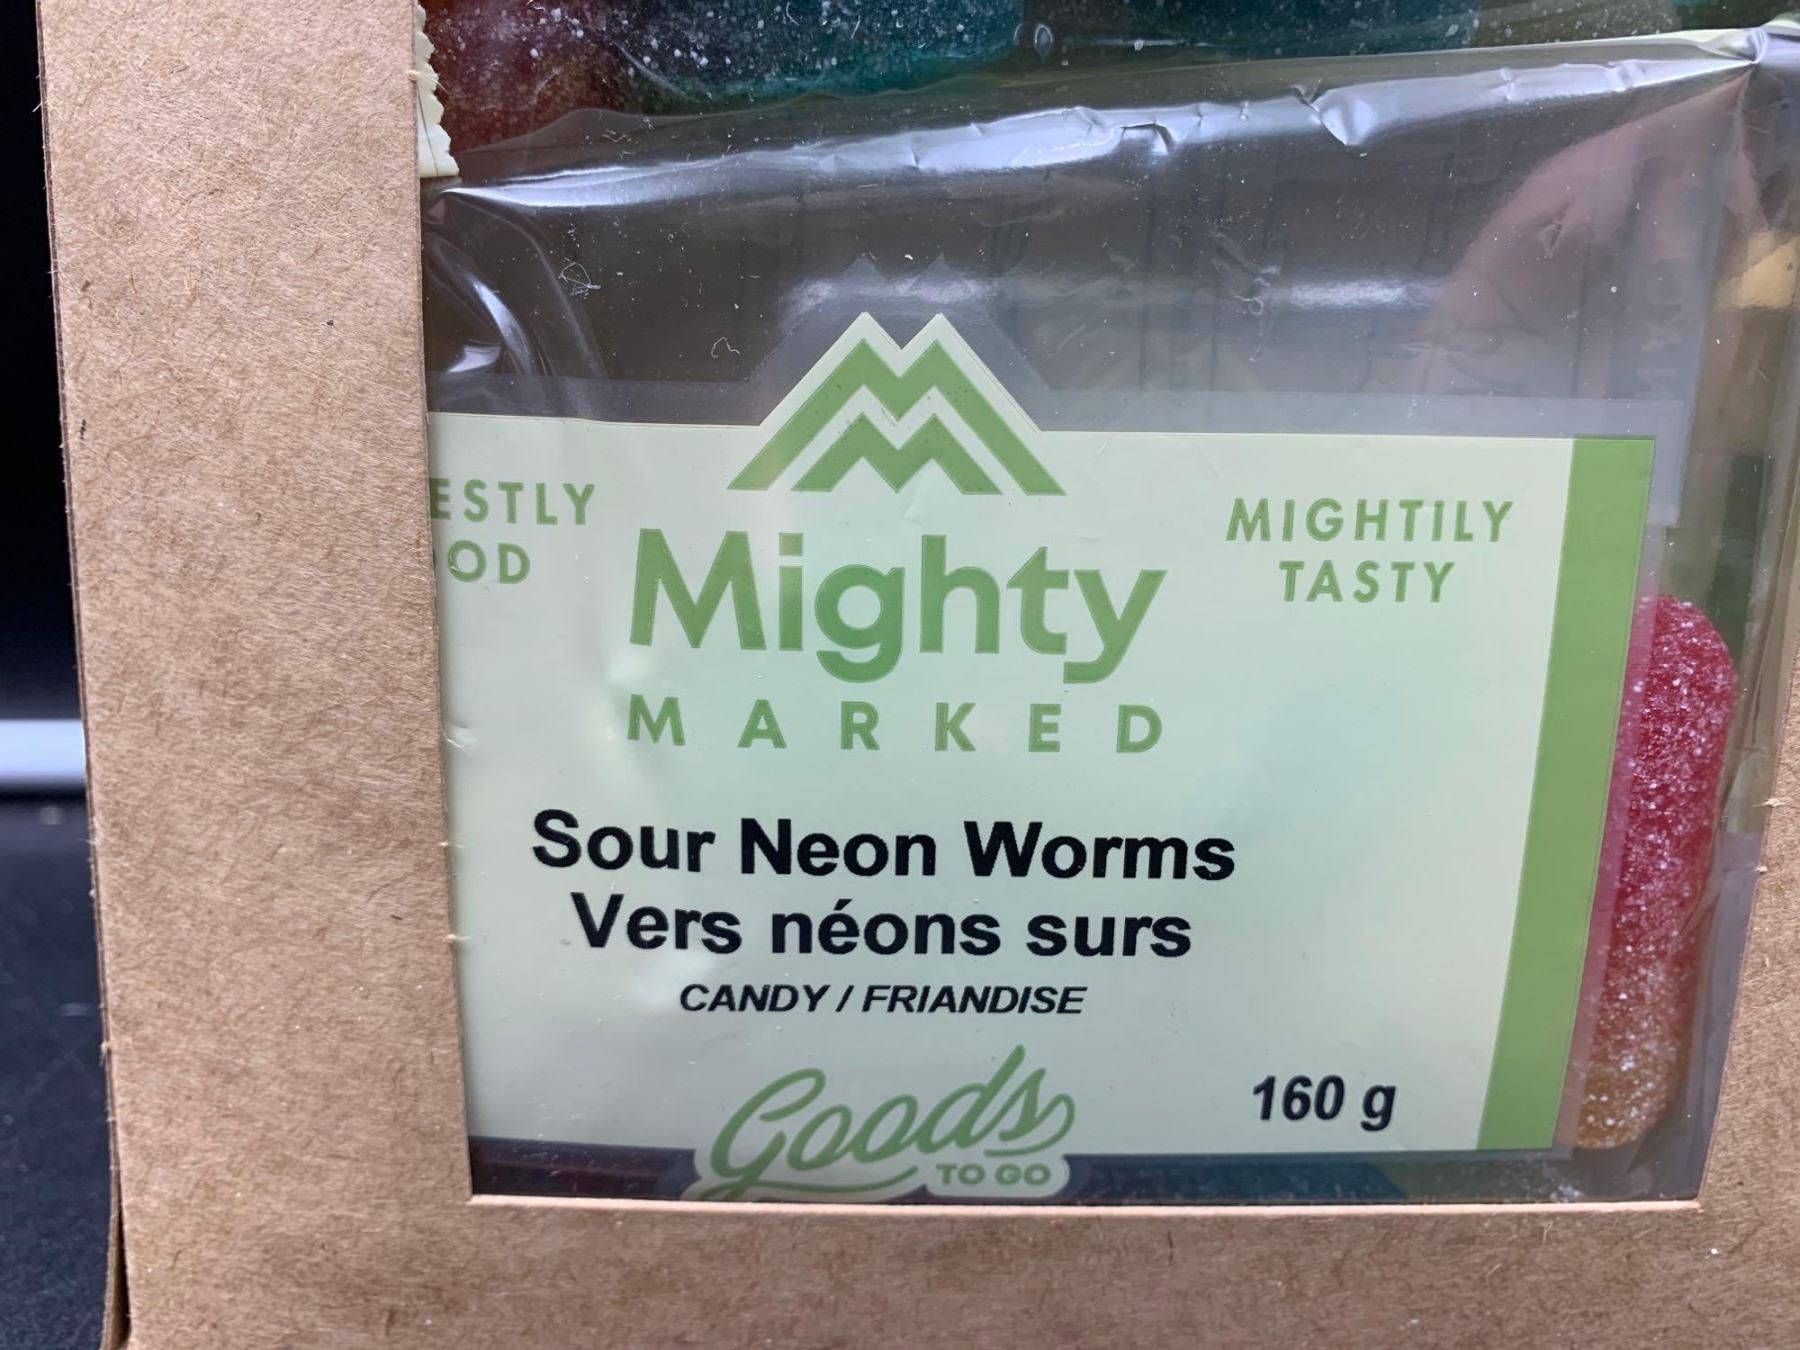 ESTLY
OD
Mighty
MARKED
MIGHTILY
TASTY
Sour Neon Worms
Vers néons surs
CANDY / FRIANDISE
Goods
TO GO
160 g